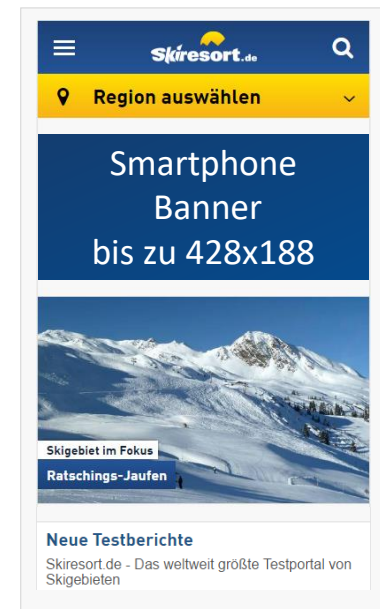 Skiresort.de
Region auswählen
Smartphone
Banner
bis zu 428x188
Skigebiet im Fokus
Ratschings-Jaufen
Neue Testberichte
Skiresort.de - Das weltweit größte Testportal von
Skigebieten